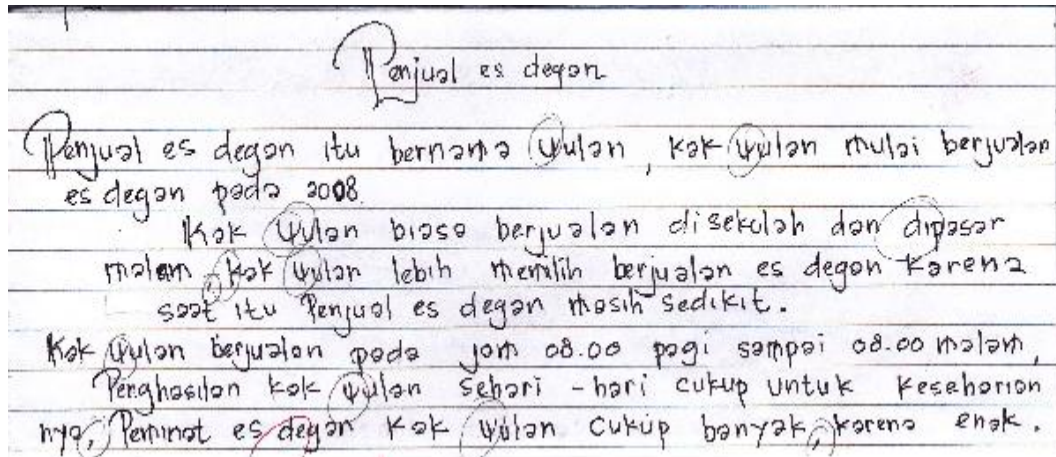 Penjual es degan
Penjual es degan itu bernama wulan, kak wulan mulai berjualan
es degan pada 2008
Kak wulan biasa berjualan disekolah dan dipasar
malam, kak wulan lebih memilih berjualan es degan karena
saat itu Penjual es degan masih sedikit.
Kak wulan berjualan pada jam 08.00 pagi sampai 08.00 malam,
Penghasilan kak wulan sehari-hari cukup untuk keseharian
nya, Peminat es degan kak wulan cukup banyak, karena enak.